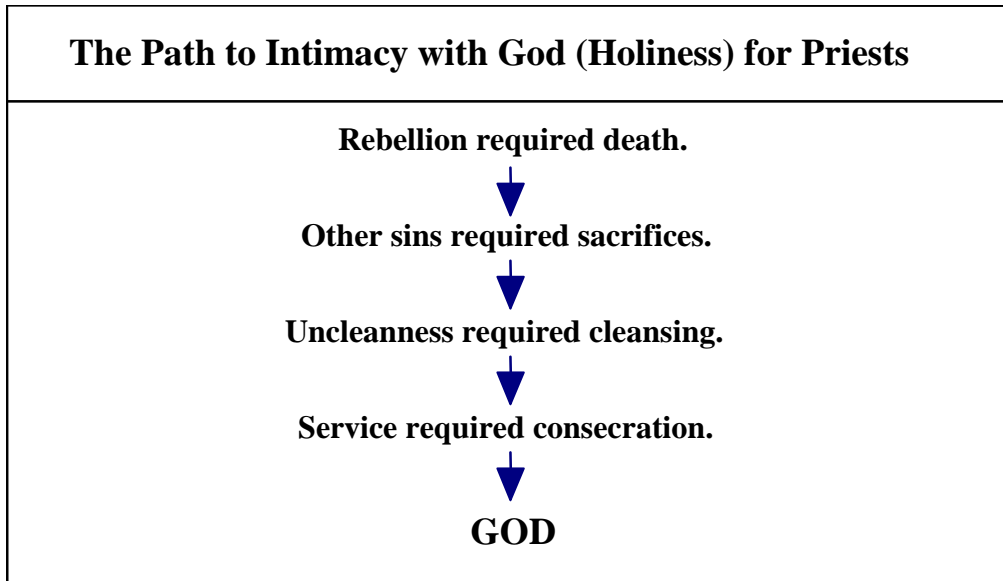 The Path to Intimacy with God (Holiness) for Priests
Rebellion required death.
Other sins required sacrifices.
Uncleanness required cleansing.
Service required consecration.
GOD